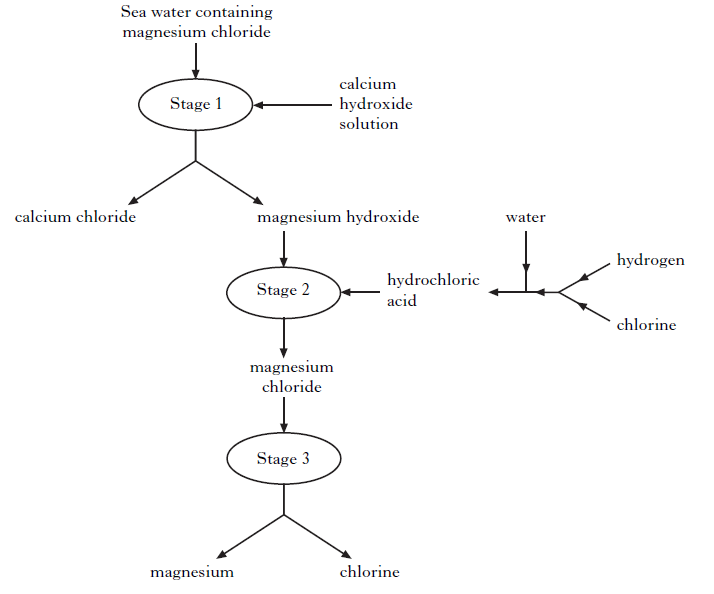 Sea water containing
magnesium chloride
Stage 1
calcium
hydroxide
solution
calcium chloride
magnesium hydroxide
water
hydrogen
Stage 2
hydrochloric
acid
chlorine
magnesium
chloride
Stage 3
magnesium
chlorine